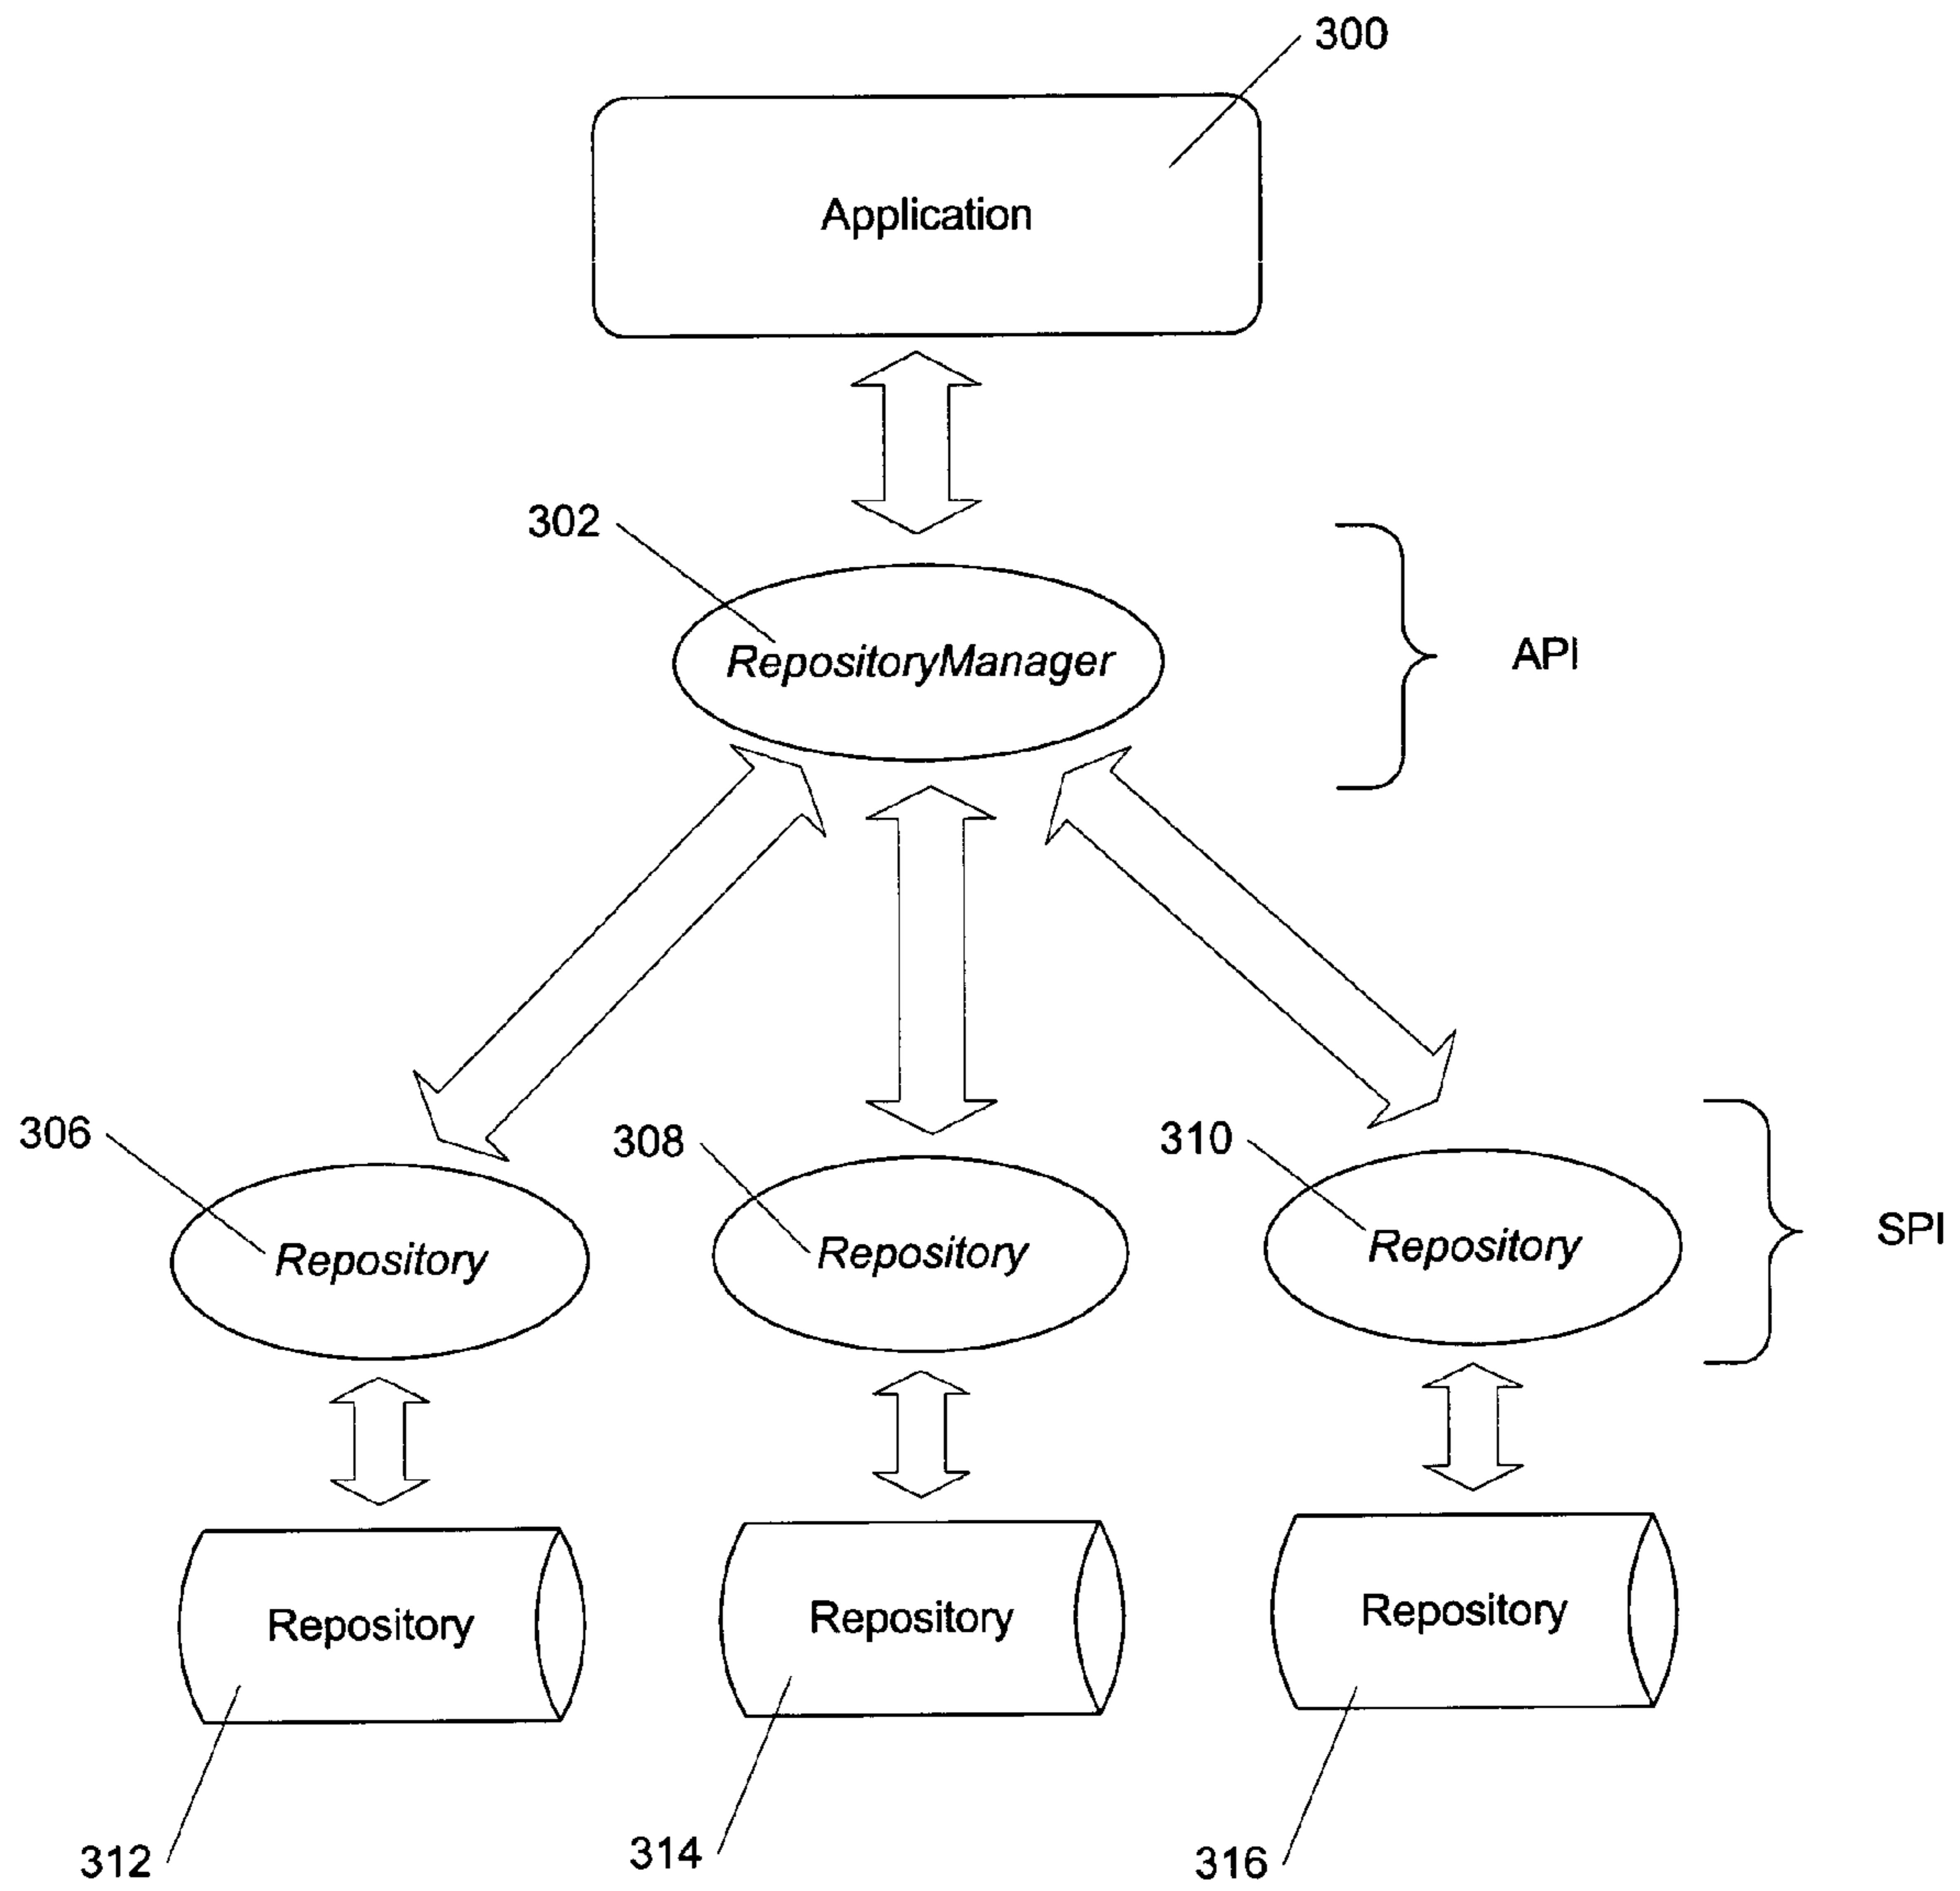 300
Application
302
RepositoryManager
API
306
308
310
Repository
Repository
Repository
SPI
Repository
Repository
Repository
312
314
316